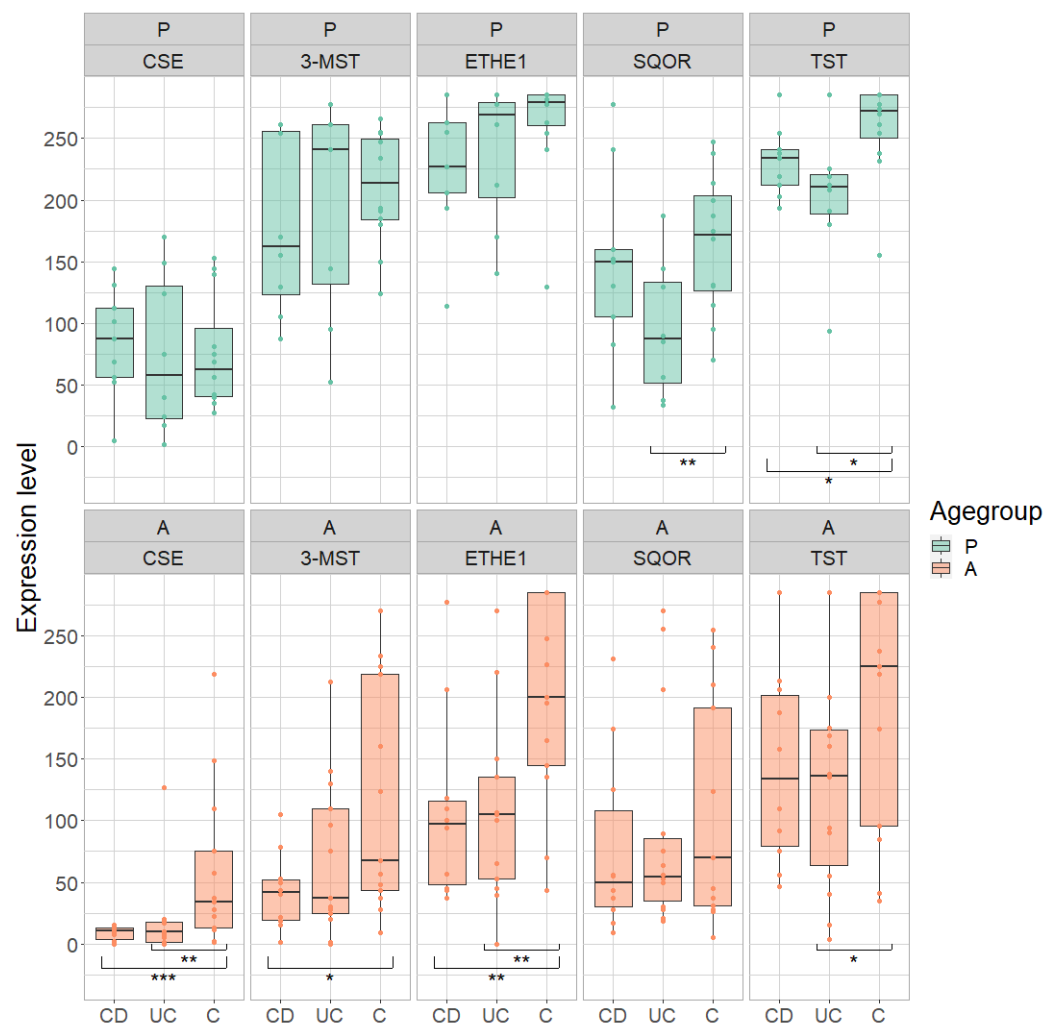 P P P P P
CSE 3-MST ETHE1 SQOR TST
250
200
150
100
50
0
** * *
Expression level
Agegroup
P
A
A A A A A
CSE 3-MST ETHE1 SQOR TST
250
200
150
100
50
0
** ** *
*** * **
CD UC C CD UC C CD UC C CD UC C CD UC C